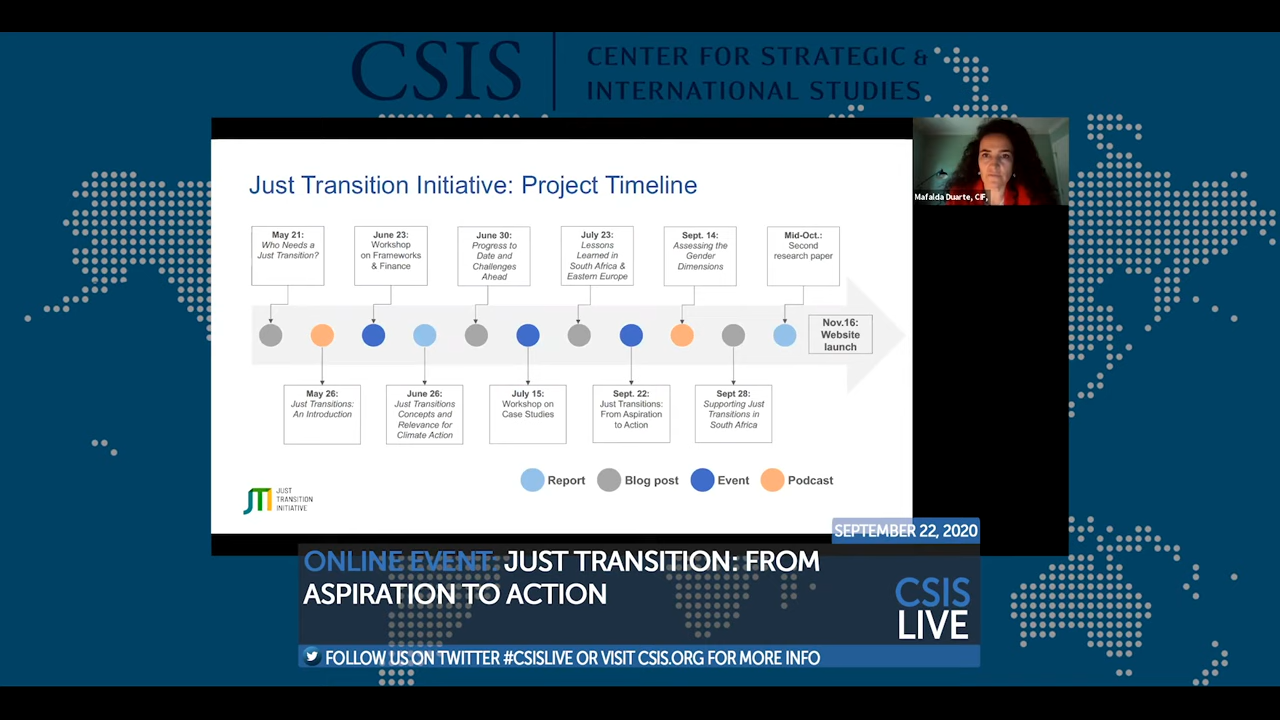 CSIS
CENTER FOR STRATEGIC &
INTERNATIONAL STUDIES
Mafalda Duarte, CIF,
Just Transition Initiative: Project Timeline
May 21:
Who Needs a
Just Transition?
June 23:
Workshop
on Frameworks
& Finance
June 30:
Progress to
Date and
Challenges
Ahead
July 23:
Lessons
Learned in
South Africa &
Eastern Europe
Sept. 14:
Assessing the
Gender
Dimensions
Mid-Oct.:
Second
research paper
Nov.16:
Website
launch
May 26:
Just Transitions:
An Introduction
June 26:
Just Transitions
Concepts and
Relevance for
Climate Action
July 15:
Workshop on
Case Studies
Sept. 22:
Just Transitions:
From Aspiration
to Action
Sept 28:
Supporting Just
Transitions in
South Africa
Report
Blog post
Event
Podcast
JTI
JUST
TRANSITION
INITIATIVE
SEPTEMBER 22, 2020
ONLINE EVENT: JUST TRANSITION: FROM
ASPIRATION TO ACTION
CSIS
LIVE
FOLLOW US ON TWITTER #CSISLIVE OR VISIT CSIS.ORG FOR MORE INFO